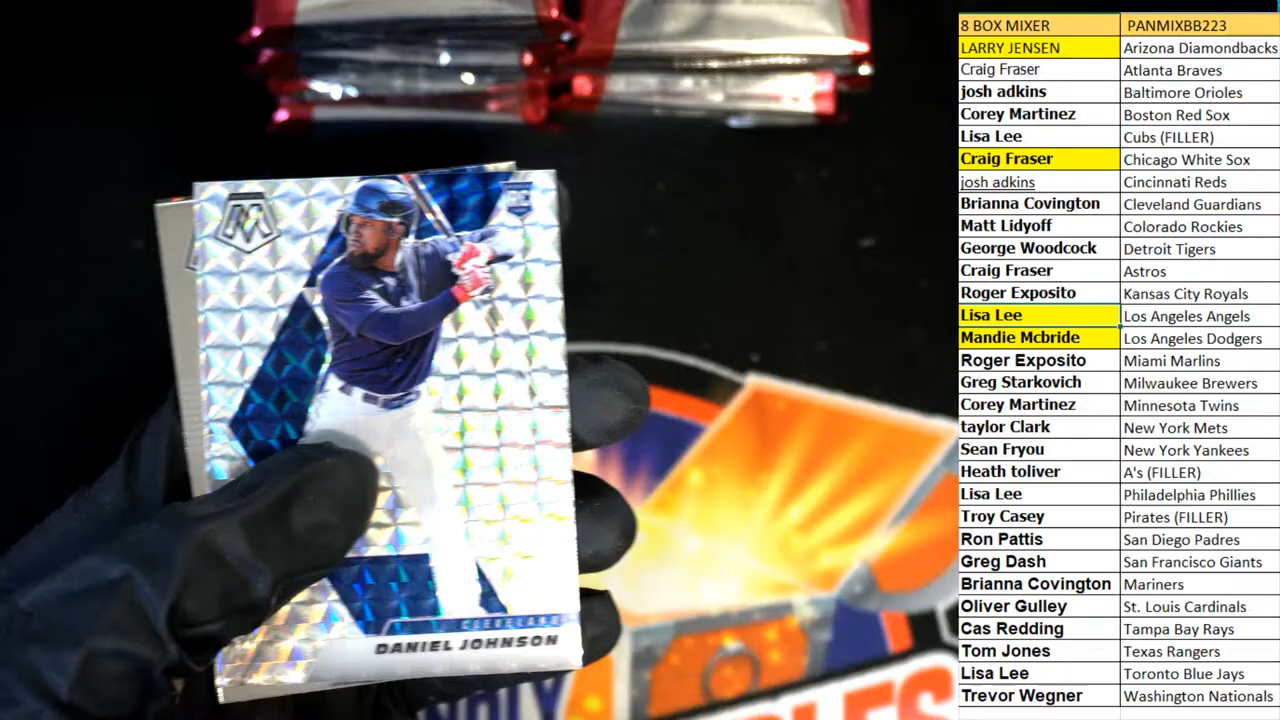 8 BOX MIXER PANMIXBB223
LARRY JENSEN Arizona Diamondbacks
Craig Fraser Atlanta Braves
josh adkins Baltimore Orioles
Corey Martinez Boston Red Sox
Lisa Lee Cubs (FILLER)
Craig Fraser Chicago White Sox
josh adkins Cincinnati Reds
Brianna Covington Cleveland Guardians
Matt Lidyoff Colorado Rockies
George Woodcock Detroit Tigers
Craig Fraser Astros
Roger Exposito Kansas City Royals
Lisa Lee Los Angeles Angels
Mandie Mcbride Los Angeles Dodgers
Roger Exposito Miami Marlins
Greg Starkovich Milwaukee Brewers
Corey Martinez Minnesota Twins
taylor Clark New York Mets
Sean Fryou New York Yankees
Heath toliver A's (FILLER)
Lisa Lee Philadelphia Phillies
Troy Casey Pirates (FILLER)
Ron Pattis San Diego Padres
Greg Dash San Francisco Giants
Brianna Covington Mariners
Oliver Gulley St. Louis Cardinals
Cas Redding Tampa Bay Rays
Tom Jones Texas Rangers
Lisa Lee Toronto Blue Jays
Trevor Wegner Washington Nationals
M
RC
CLEVELAND
DANIEL JOHNSON